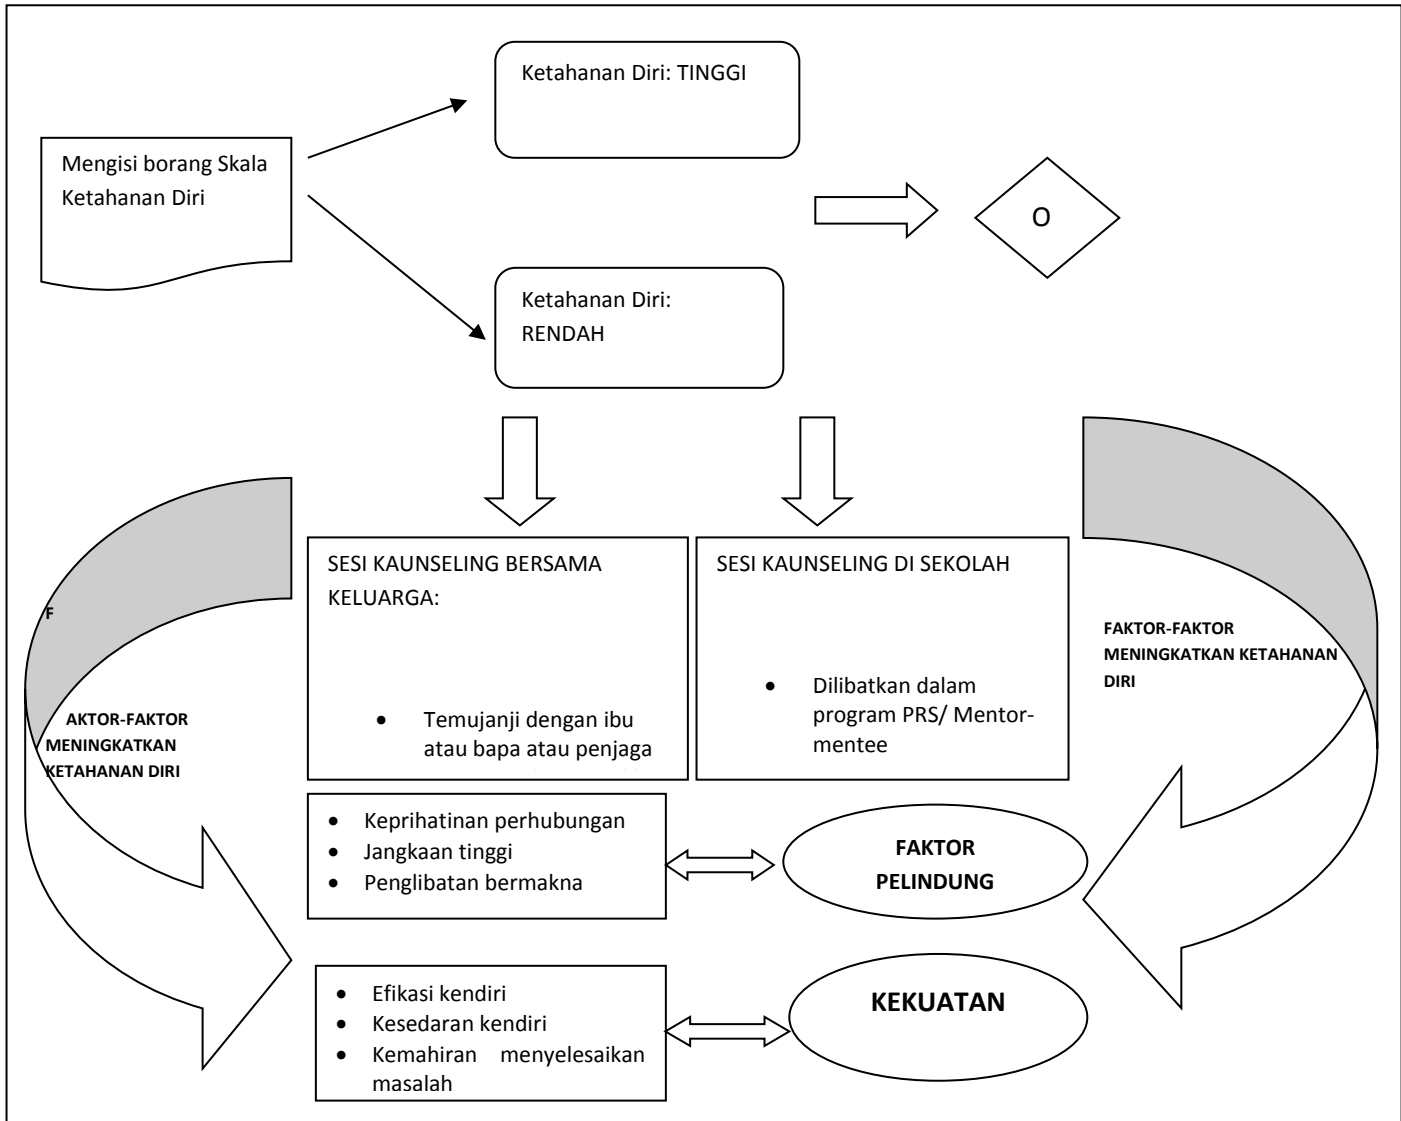 Ketahanan Diri: TINGGI
Mengisi borang Skala
Ketahanan Diri
O
Ketahanan Diri:
RENDAH
SESI KAUNSELING BERSAMA
KELUARGA:
• Temujanji dengan ibu
atau bapa atau penjaga
SESI KAUNSELING DI SEKOLAH
• Dilibatkan dalam
program PRS/ Mentor-
mentee
F
AKTOR-FAKTOR
MENINGKATKAN
KETAHANAN DIRI
FAKTOR-FAKTOR
MENINGKATKAN KETAHANAN
DIRI
• Keprihatinan perhubungan
• Jangkaan tinggi
• Penglibatan bermakna
FAKTOR
PELINDUNG
• Efikasi kendiri
• Kesedaran kendiri
• Kemahiran menyelesaikan
masalah
KEKUATAN